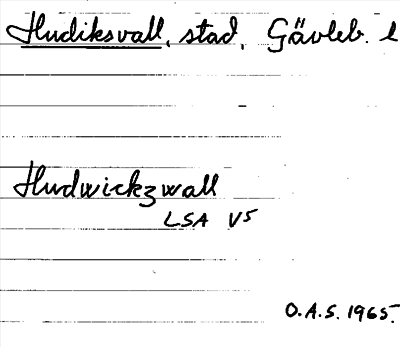 Hudiksvall, stad, Gävleb. l
Hudwickzwall
LSA V5
O.A.S. 1965.